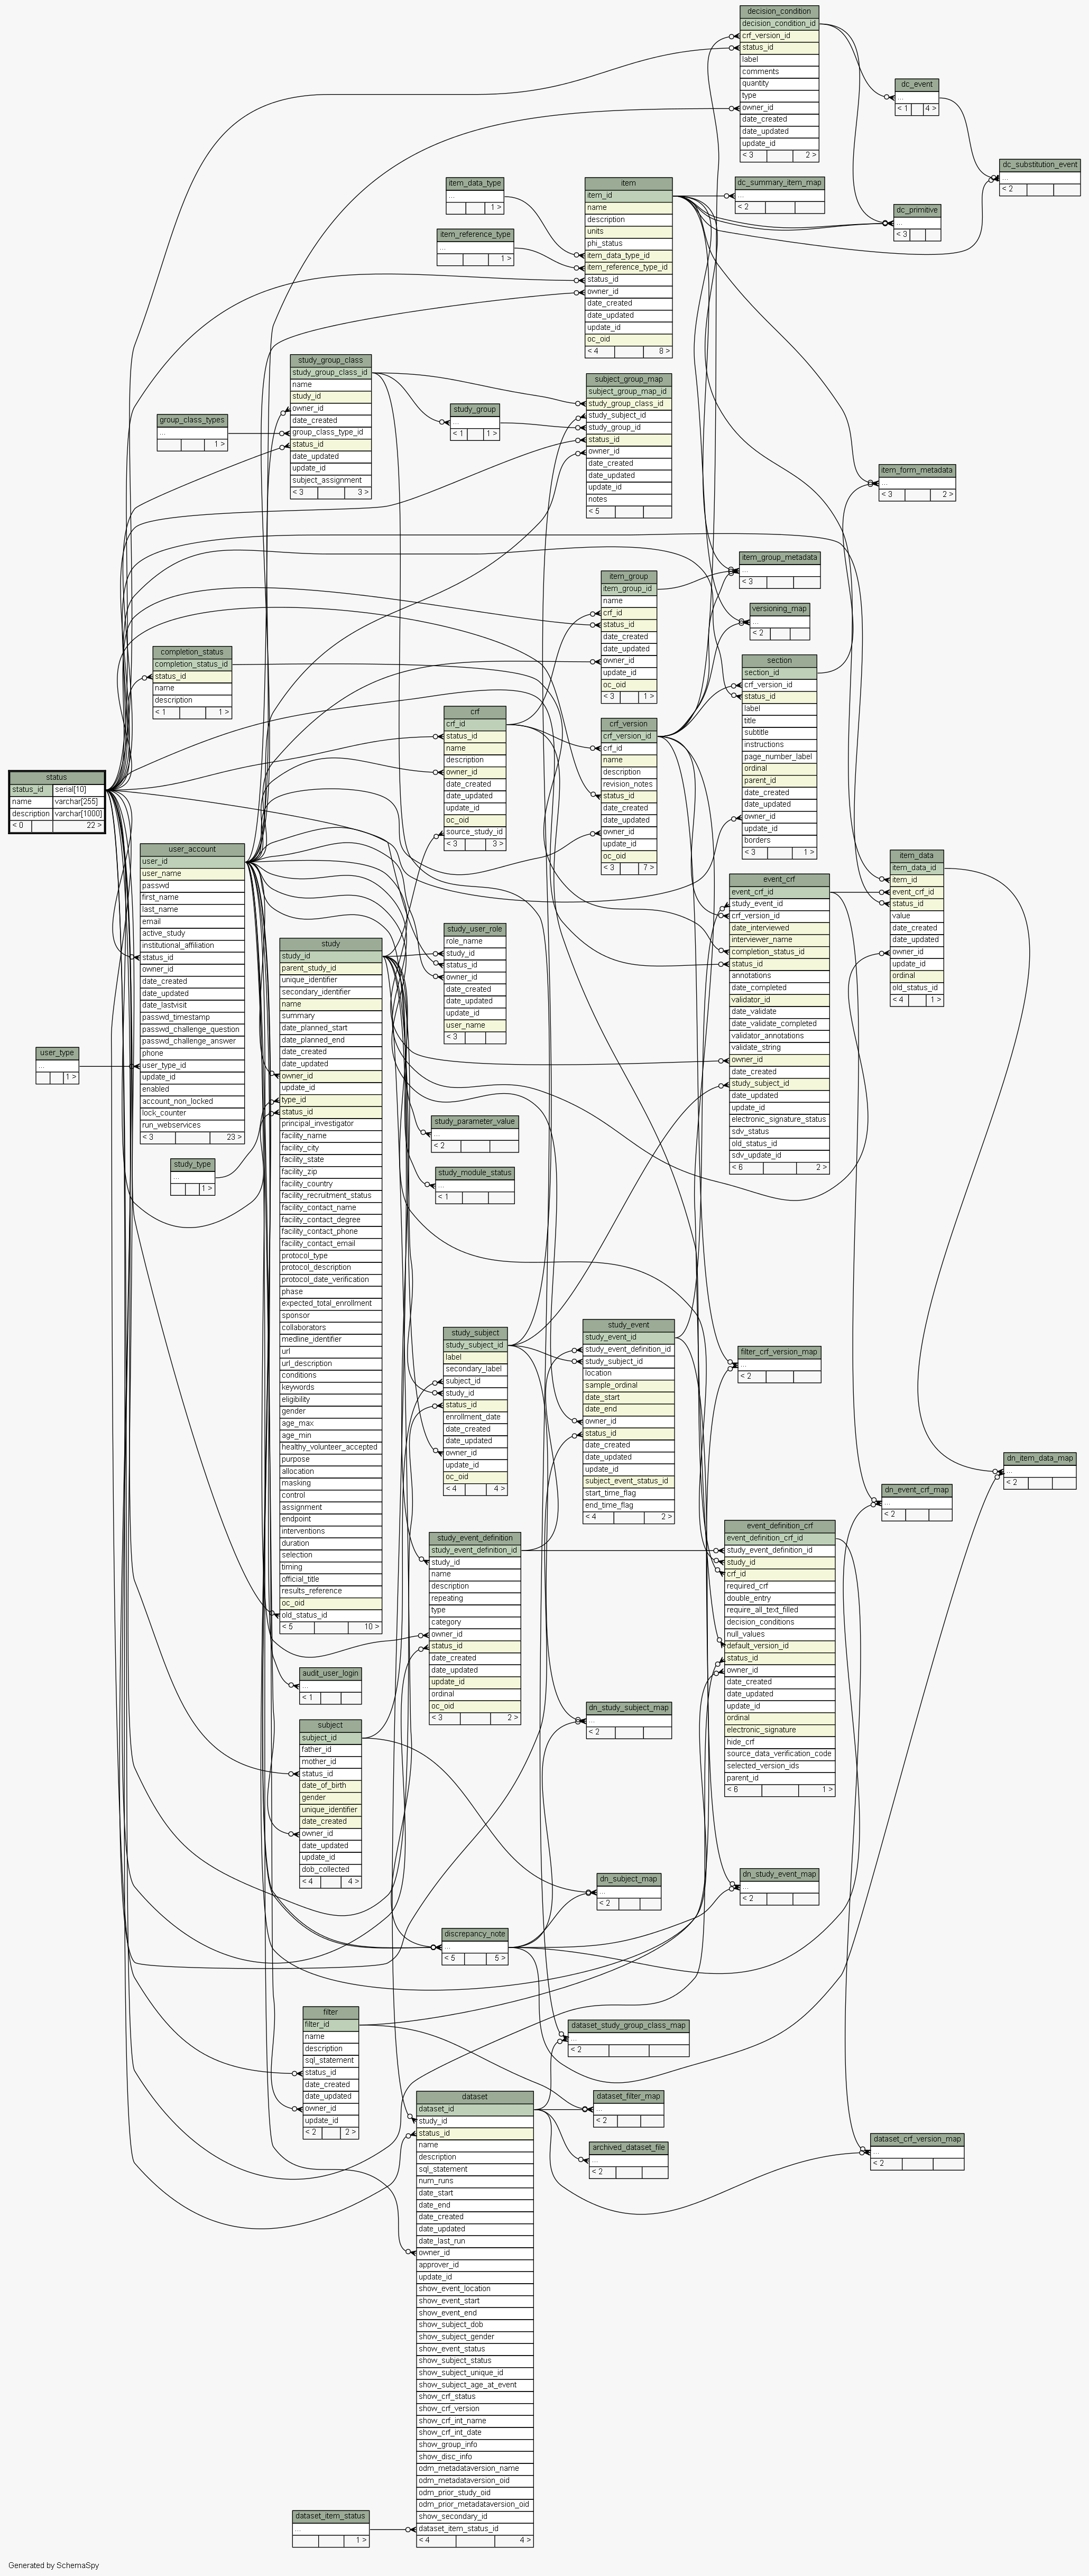 decision_condition
decision_condition_id
crf_version_id
status_id
label
comments
quantity
type
owner_id
date_created
date_updated
update_id
< 3 2 >
dc_event
...
< 1 4 >
dc_substitution_event
...
< 2
item_data_type
...
1 >
item
item_id
name
description
units
phi_status
item_data_type_id
item_reference_type_id
status_id
owner_id
date_created
date_updated
update_id
oc_oid
< 4 8 >
dc_summary_item_map
...
< 2
dc_primitive
...
< 3
item_reference_type
...
1 >
study_group_class
study_group_class_id
name
study_id
owner_id
date_created
group_class_type_id
status_id
date_updated
update_id
subject_assignment
< 3 3 >
group_class_types
...
1 >
study_group
...
< 1 1 >
subject_group_map
subject_group_map_id
study_group_class_id
study_subject_id
study_group_id
status_id
owner_id
date_created
date_updated
update_id
notes
< 5
item_form_metadata
...
< 3 2 >
item_group_metadata
...
< 3
item_group
item_group_id
name
crf_id
status_id
date_created
date_updated
owner_id
update_id
oc_oid
< 3 1 >
versioning_map
...
< 2
completion_status
completion_status_id
status_id
name
description
< 1 1 >
section
section_id
crf_version_id
status_id
label
title
subtitle
instructions
page_number_label
ordinal
parent_id
date_created
date_updated
owner_id
update_id
borders
< 3 1 >
crf
crf_id
status_id
name
description
owner_id
date_created
date_updated
update_id
oc_oid
source_study_id
< 3 3 >
crf_version
crf_version_id
crf_id
name
description
revision_notes
status_id
date_created
date_updated
owner_id
update_id
oc_oid
< 3 7 >
status
status_id serial[10]
name varchar[255]
description varchar[1000]
< 0 22 >
user_account
user_id
user_name
passwd
first_name
last_name
email
active_study
institutional_affiliation
status_id
owner_id
date_created
date_updated
date_lastvisit
passwd_timestamp
passwd_challenge_question
passwd_challenge_answer
phone
user_type_id
update_id
enabled
account_non_locked
lock_counter
run_webservices
< 3 23 >
item_data
item_data_id
item_id
event_crf_id
status_id
value
date_created
date_updated
owner_id
update_id
ordinal
old_status_id
< 4 1 >
event_crf
event_crf_id
study_event_id
crf_version_id
date_interviewed
interviewer_name
completion_status_id
status_id
annotations
date_completed
validator_id
date_validate
date_validate_completed
validator_annotations
validate_string
owner_id
date_created
study_subject_id
date_updated
update_id
electronic_signature_status
sdv_status
old_status_id
sdv_update_id
< 6 2 >
study_user_role
role_name
study_id
status_id
owner_id
date_created
date_updated
update_id
user_name
< 3
study
study_id
parent_study_id
unique_identifier
secondary_identifier
name
summary
date_planned_start
date_planned_end
date_created
date_updated
owner_id
update_id
type_id
status_id
principal_investigator
facility_name
facility_city
facility_state
facility_zip
facility_country
facility_recruitment_status
facility_contact_name
facility_contact_degree
facility_contact_phone
facility_contact_email
protocol_type
protocol_description
protocol_date_verification
phase
expected_total_enrollment
sponsor
collaborators
medline_identifier
url
url_description
conditions
keywords
eligibility
gender
age_max
age_min
healthy_volunteer_accepted
purpose
allocation
masking
control
assignment
endpoint
interventions
duration
selection
timing
official_title
results_reference
oc_oid
old_status_id
< 5 10 >
user_type
...
1 >
study_type
...
1 >
study_parameter_value
...
< 2
study_module_status
...
< 1
study_subject
study_subject_id
label
secondary_label
subject_id
study_id
status_id
enrollment_date
date_created
date_updated
owner_id
update_id
oc_oid
< 4 4 >
study_event
study_event_id
study_event_definition_id
study_subject_id
location
sample_ordinal
date_start
date_end
owner_id
status_id
date_created
date_updated
update_id
subject_event_status_id
start_time_flag
end_time_flag
< 4 2 >
filter_crf_version_map
...
< 2
dn_item_data_map
...
< 2
dn_event_crf_map
...
< 2
event_definition_crf
event_definition_crf_id
study_event_definition_id
study_id
crf_id
required_crf
double_entry
require_all_text_filled
decision_conditions
null_values
default_version_id
status_id
owner_id
date_created
date_updated
update_id
ordinal
electronic_signature
hide_crf
source_data_verification_code
selected_version_ids
parent_id
< 6 1 >
study_event_definition
study_event_definition_id
study_id
name
description
repeating
type
category
owner_id
status_id
date_created
date_updated
update_id
ordinal
oc_oid
< 3 2 >
audit_user_login
...
< 1
dn_study_subject_map
...
< 2
subject
subject_id
father_id
mother_id
status_id
date_of_birth
gender
unique_identifier
date_created
owner_id
date_updated
update_id
dob_collected
< 4 4 >
dn_subject_map
...
< 2
dn_study_event_map
...
< 2
discrepancy_note
...
< 5 5 >
filter
filter_id
name
description
sql_statement
status_id
date_created
date_updated
owner_id
update_id
< 2 2 >
dataset_study_group_class_map
...
< 2
dataset_filter_map
...
< 2
archived_dataset_file
...
< 2
dataset_crf_version_map
...
< 2
dataset
dataset_id
study_id
status_id
name
description
sql_statement
num_runs
date_start
date_end
date_created
date_updated
date_last_run
owner_id
approver_id
update_id
show_event_location
show_event_start
show_event_end
show_subject_dob
show_subject_gender
show_event_status
show_subject_status
show_subject_unique_id
show_subject_age_at_event
show_crf_status
show_crf_version
show_crf_int_name
show_crf_int_date
show_group_info
show_disc_info
odm_metadataversion_name
odm_metadataversion_oid
odm_prior_study_oid
odm_prior_metadataversion_oid
show_secondary_id
dataset_item_status_id
< 4 4 >
dataset_item_status
...
1 >
Generated by SchemaSpy